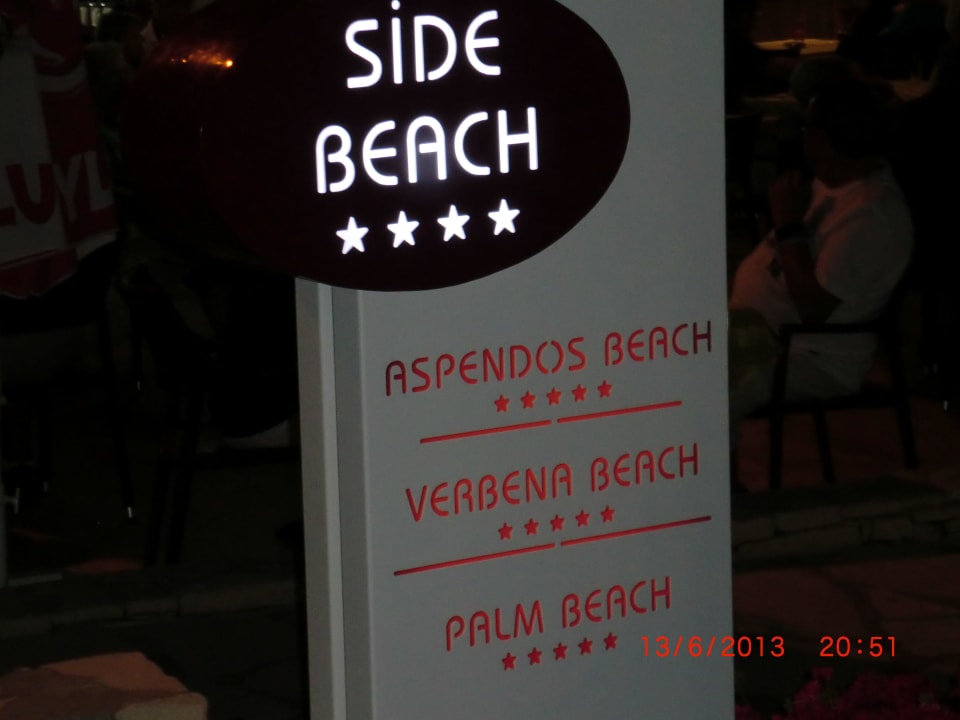 SİDE
BEACH
★★★★
ASPENDOS BEACH
★★★★★
VERBENA BEACH
★★★★★
PALM BEACH
★★★★★
13/6/2013 20:51